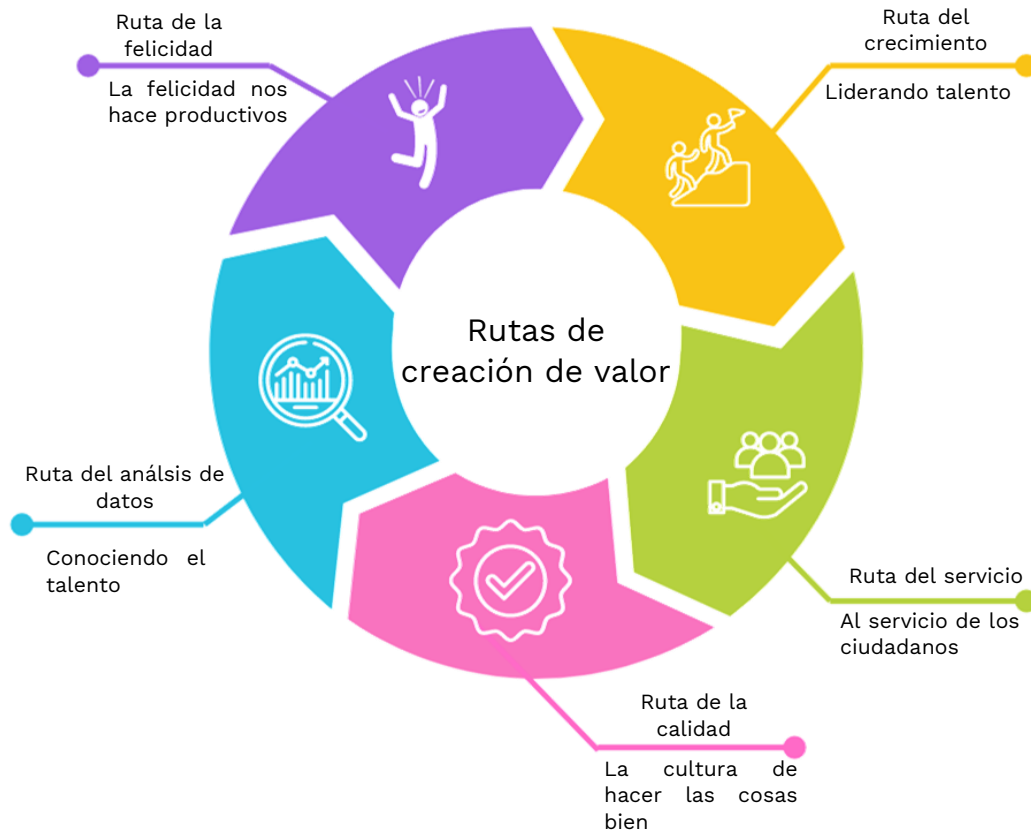 Ruta de la
felicidad
La felicidad nos
hace productivos
Ruta del
crecimiento
Liderando talento
Rutas de
creación de valor
Ruta del análsis de
datos
Conociendo el
talento
Ruta del servicio
Al servicio de los
ciudadanos
Ruta de la
calidad
La cultura de
hacer las cosas
bien